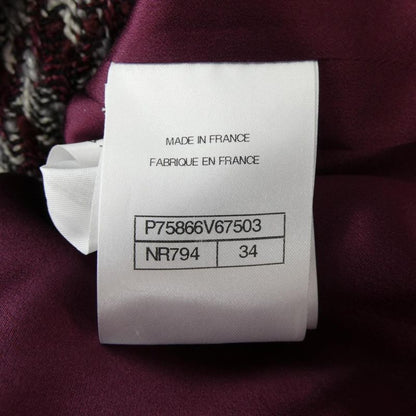 MADE IN FRANCE
FABRIQUE EN FRANCE
P75866V67503
NR794 34